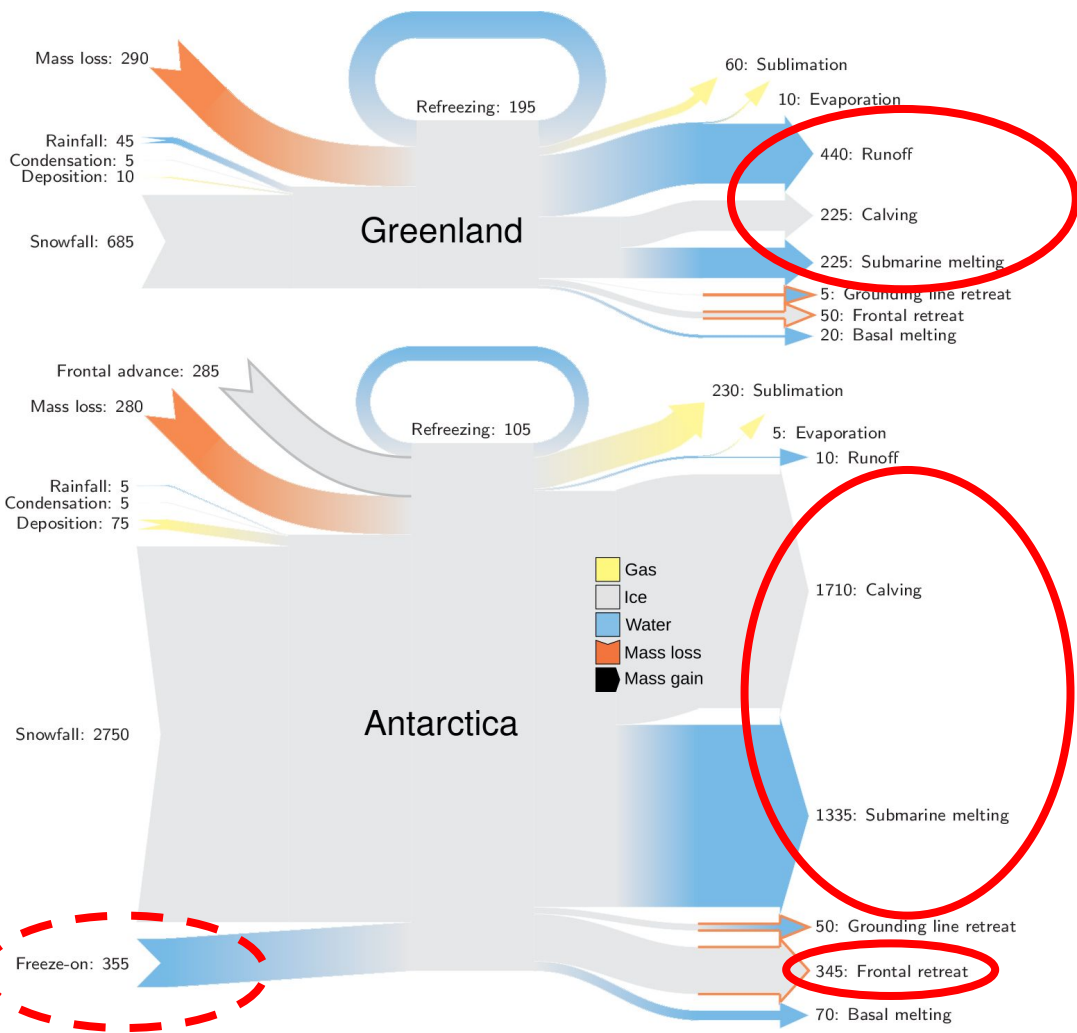 Mass loss: 290
60: Sublimation
Refreezing: 195
10: Evaporation
Rainfall: 45
440: Runoff
Condensation: 5
Deposition: 10
225: Calving
Greenland
Snowfall: 685
225: Submarine melting
5: Grounding line retreat
50: Frontal retreat
20: Basal melting
Frontal advance: 285
230: Sublimation
Mass loss: 280
Refreezing: 105
5: Evaporation
10: Runoff
Rainfall: 5
Condensation: 5
Deposition: 75
Gas
1710: Calving
Ice
Water
Mass loss
Mass gain
Antarctica
Snowfall: 2750
1335: Submarine melting
50: Grounding line retreat
Freeze-on: 355
345: Frontal retreat
70: Basal melting